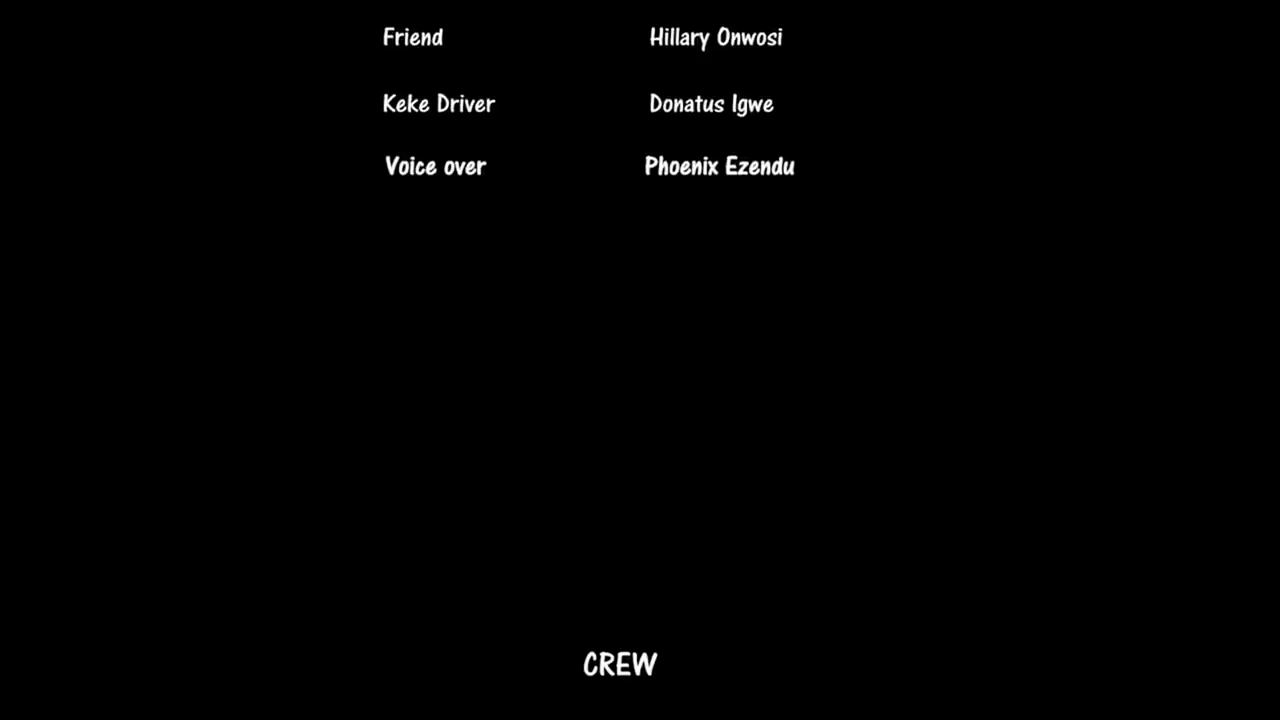 Friend Hillary Onwosi
Keke Driver Donatus Igwe
Voice over Phoenix Ezendu
CREW